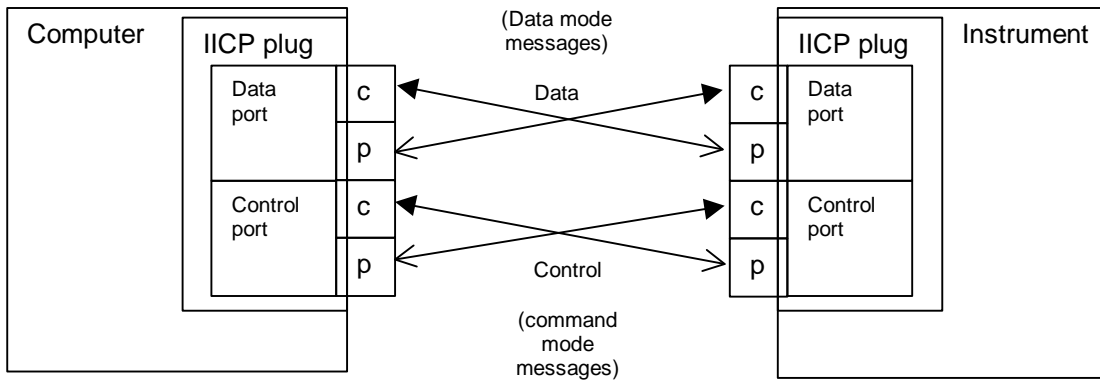 Computer
IICP plug
Data
port
c
p
Control
port
c
p
(Data mode
messages)
Data
Control
(command
mode
messages)
IICP plug
Instrument
c
Data
port
p
c
Control
port
p